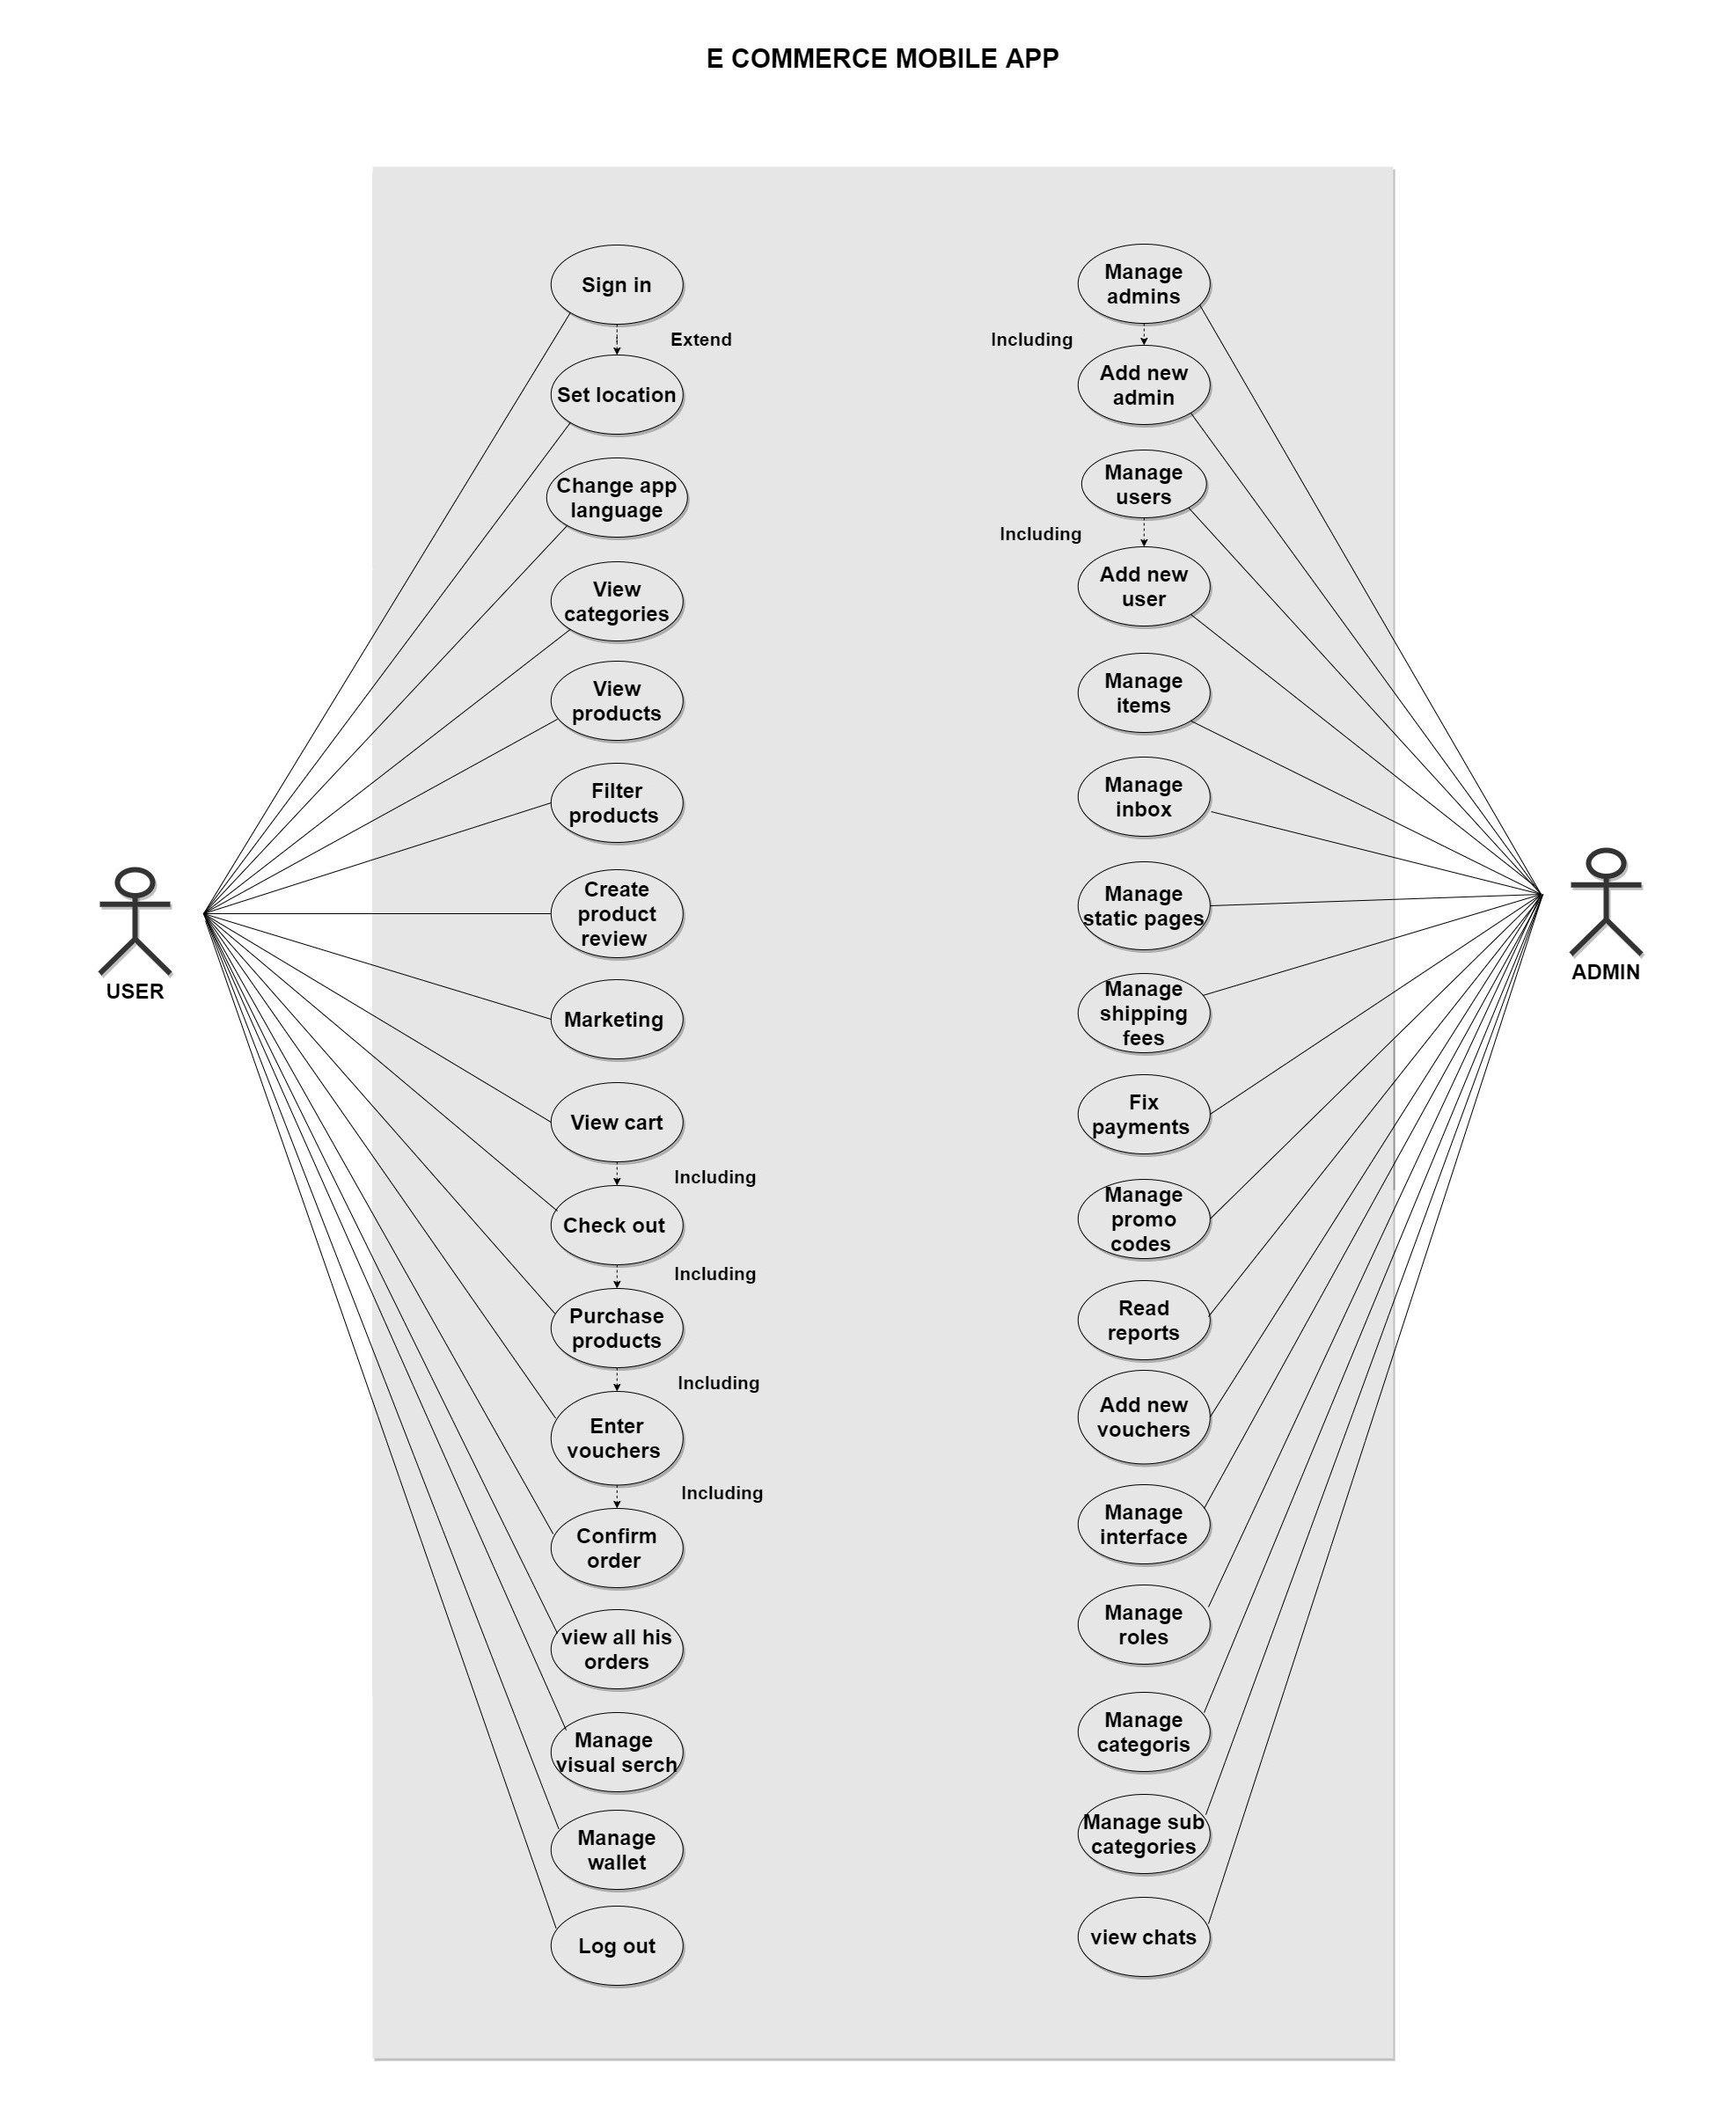 E COMMERCE MOBILE APP
Sign in
Extend
Set location
Change app
language
View
categories
View
products
Filter
products
Create
product
review
Marketing
View cart
Including
Check out
Including
Purchase
products
Including
Enter
vouchers
Including
Confirm
order
view all his
orders
Manage
visual serch
Manage
wallet
Log out
USER
Manage
admins
Including
Add new
admin
Manage
users
Including
Add new
user
Manage
items
Manage
inbox
Manage
static pages
Manage
shipping
fees
Fix
payments
Manage
promo
codes
Read
reports
Add new
vouchers
Manage
interface
Manage
roles
Manage
categoris
Manage sub
categories
view chats
ADMIN